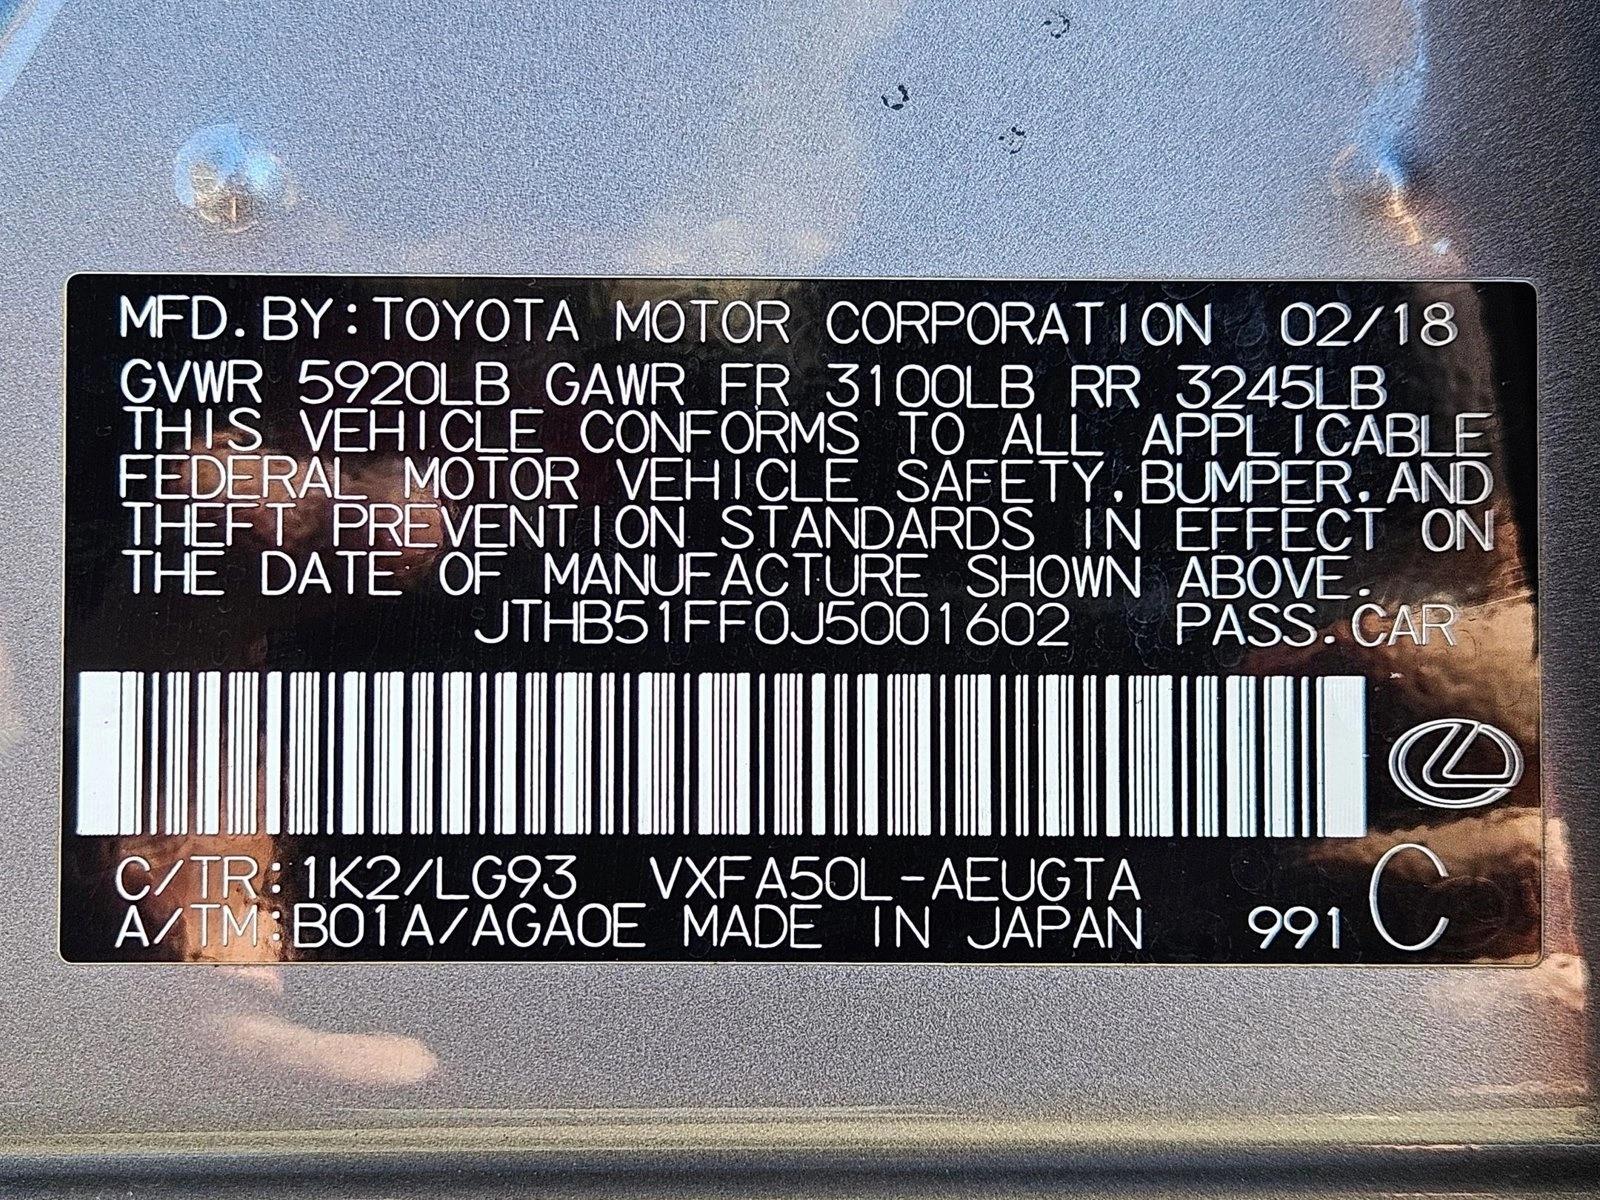 MFD. BY: TOYOTA MOTOR CORPORATION 02/18
GVWR 5920LB GAWR FR 3100LB RR 3245LB
THIS VEHICLE CONFORMS TO ALL APPLICABLE
FEDERAL MOTOR VEHICLE SAFETY, BUMPER, AND
THEFT PREVENTION STANDARDS IN EFFECT ON
THE DATE OF MANUFACTURE SHOWN ABOVE.
JTHB51FF0J5001602 PASS. CAR
C/TR: 1K2/LG93 VXFA50L-AEUGTA
A/TM: B01A/AGA0E MADE IN JAPAN 991 C